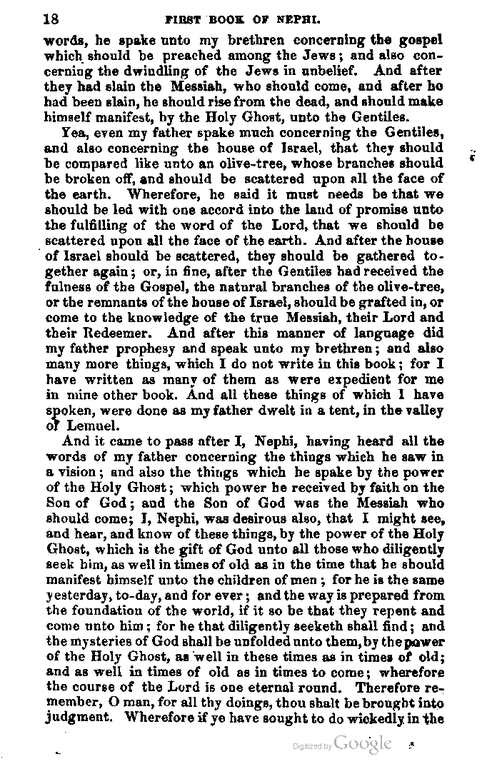 18 FIRST BOOK OF NEPHI.
words, he spake unto my brethren concerning the gospel
which should be preached among the Jews; and also con-
cerning the dwindling of the Jews in unbelief. And after
they had slain the Messiah, who should come, and after he
had been slain, he should rise from the dead, and should make
himself manifest, by the Holy Ghost, unto the Gentiles.
Yea, even my father spake much concerning the Gentiles,
and also concerning the house of Israel, that they should
be compared like unto an olive-tree, whose branches should
be broken off, and should be scattered upon all the face of
the earth. Wherefore, he said it must needs be that we
should be led with one accord into the land of promise unto
the fulfilling of the word of the Lord, that we should be
scattered upon all the face of the earth. And after the house
of Israel should be scattered, they should be gathered to-
gether again; or, in fine, after the Gentiles had received the
fulness of the Gospel, the natural branches of the olive-tree,
or the remnants of the house of Israel, should be grafted in, or
come to the knowledge of the true Messiah, their Lord and
their Redeemer. And after this manner of language did
my father prophesy and speak unto my brethren; and also
many more things, which I do not write in this book; for I
have written as many of them as were expedient for me
in mine other book. And all these things of which I have
spoken, were done as my father dwelt in a tent, in the valley
of Lemuel.
And it came to pass after I, Nephi, having heard all the
words of my father concerning the things which he saw in
a vision; and also the things which he spake by the power
of the Holy Ghost; which power he received by faith on the
Son of God; and the Son of God was the Messiah who
should come; I, Nephi, was desirous also, that I might see,
and hear, and know of these things, by the power of the Holy
Ghost, which is the gift of God unto all those who diligently
seek him, as well in times of old as in the time that he should
manifest himself unto the children of men; for he is the same
yesterday, to-day, and for ever; and the way is prepared from
the foundation of the world, if it so be that they repent and
come unto him; for he that diligently seeketh shall find; and
the mysteries of God shall be unfolded unto them, by the power
of the Holy Ghost, as well in these times as in times of old;
and as well in times of old as in times to come; wherefore
the course of the Lord is one eternal round. Therefore re-
member, O man, for all thy doings, thou shalt be brought into
judgment. Wherefore if ye have sought to do wickedly in the
Digitized by Google